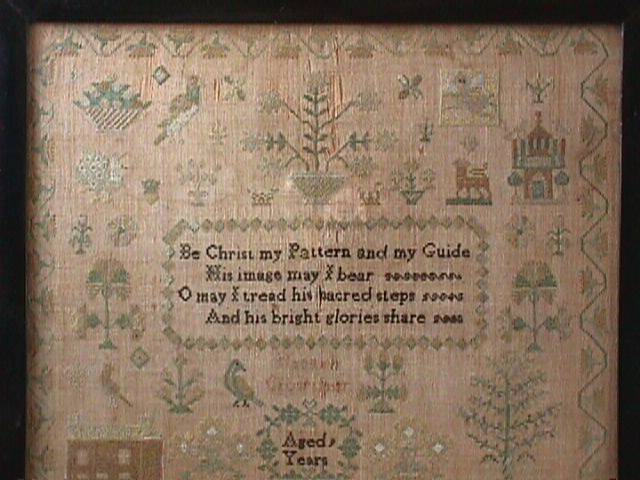 Be Christ my Pattern and my Guide
His image may I bear
O may I tread his sacred steps
And his bright glories share
Aged 9
Years